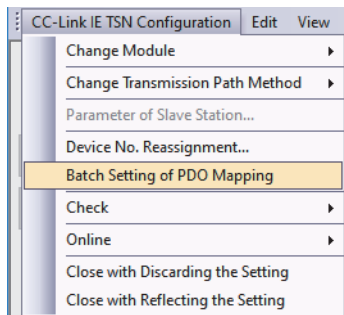 CC-Link IE TSN Configuration Edit View
Change Module
Change Transmission Path Method
Parameter of Slave Station...
Device No. Reassignment...
Batch Setting of PDO Mapping
Check
Online
Close with Discarding the Setting
Close with Reflecting the Setting